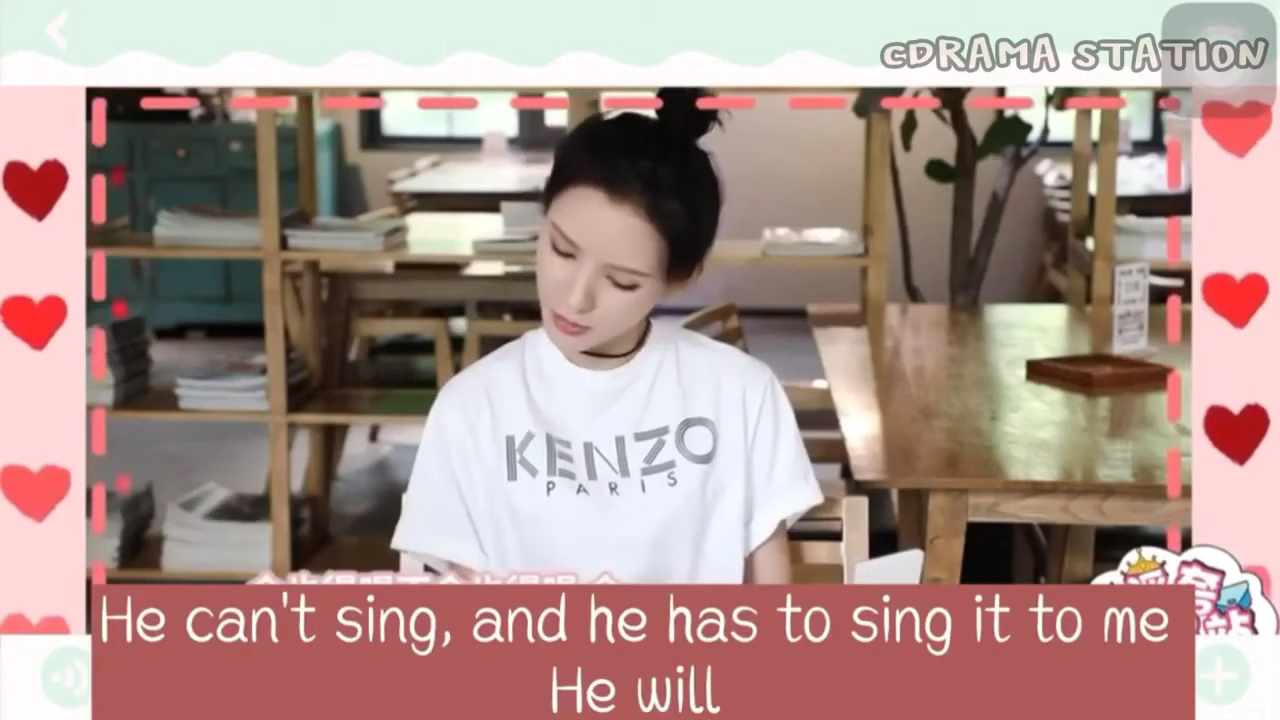 CDRAMA STATION
KENZO
PARIS
He can't sing, and he has to sing it to me
He will